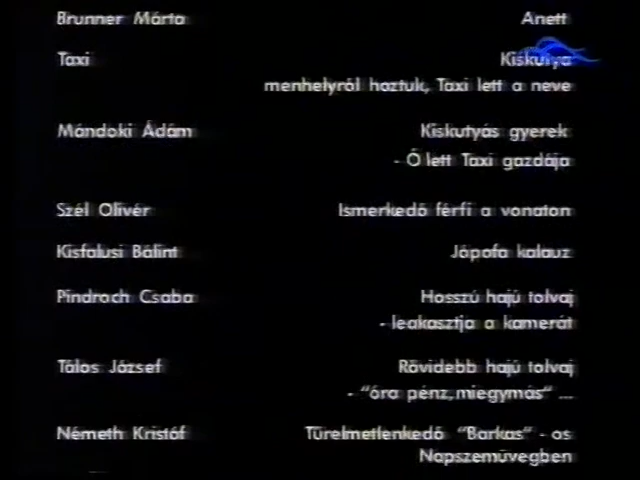 Brunner Márta Anett
Taxi Kiskutya
menhelyről hoztuk, Taxi lett a neve
Mándoki Ádám Kiskutyás gyerek
- Ő lett Taxi gazdája
Szél Olivér Ismerkedő férfi a vonaton
Kisfalusi Bálint Jópofa kalauz
Pindroch Csaba Hosszú hajú tolvaj
- leakasztja a kamerát
Tálos József Rövidebb hajú tolvaj
- “óra pénz,miegymás“ ...
Németh Kristóf Türelmetlenkedő “Barkas“ - os
Napszemüvegben